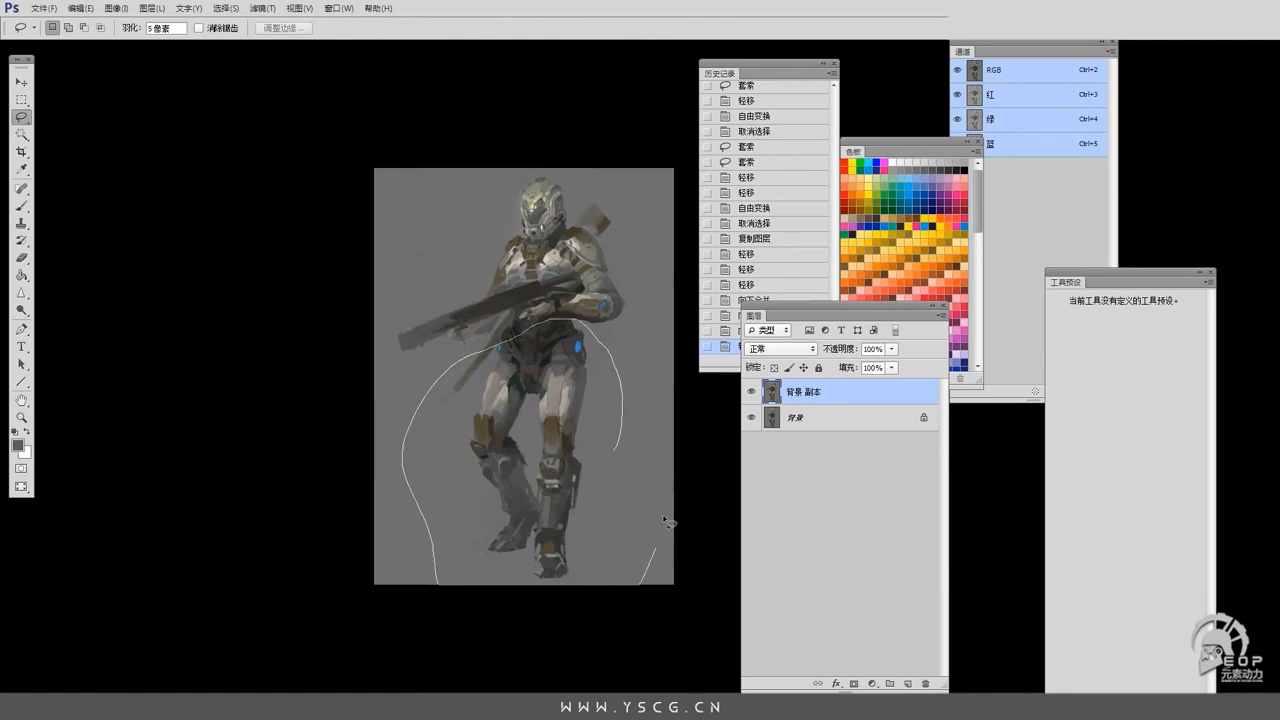 Ps 文件(F) 编辑(E) 图像(I) 图层(L) 文字(Y) 选择(S) 滤镜(T) 视图(V) 窗口(W) 帮助(H)
羽化: 5 像素 消除锯齿 调整边缘...
通道
RGB Ctrl+2
红 Ctrl+3
绿 Ctrl+4
蓝 Ctrl+5
历史记录
套索
轻移
自由变换
取消选择
套索
套索
轻移
轻移
自由变换
取消选择
复制图层
轻移
轻移
轻移
向下合并
色板
图层
类型
正常 不透明度: 100%
锁定: 填充: 100%
背景 副本
背景
fx
工具预设
当前工具没有定义的工具预设。
EOP
元素动力
WWW.YSCG.CN